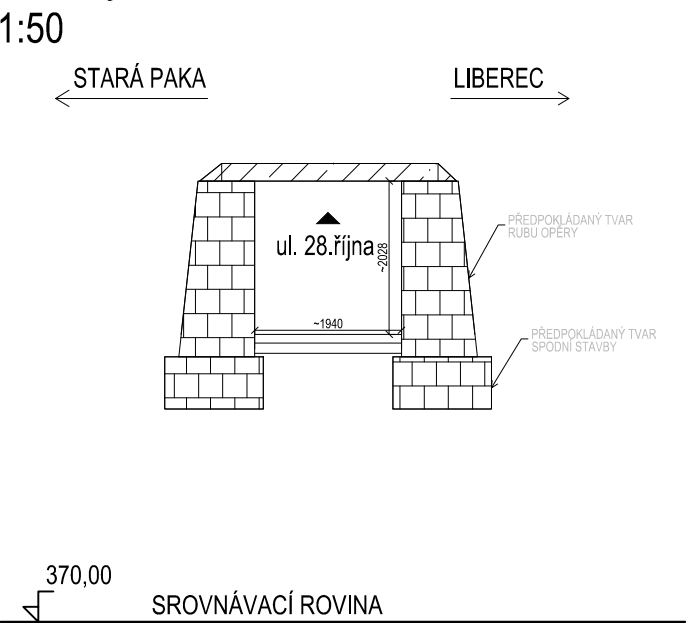 1:50
STARÁ PAKA
LIBEREC
PŘEDPOKLÁDANÝ TVAR
RUBU OPĚRY
ul. 28.října
~2028
~1940
PŘEDPOKLÁDANÝ TVAR
SPODNÍ STAVBY
370,00
SROVNÁVACÍ ROVINA